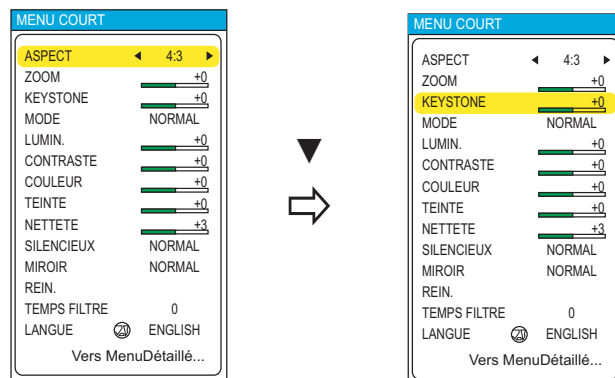 MENU COURT
ASPECT 4:3
ZOOM +0
KEYSTONE +0
MODE NORMAL
LUMIN. +0
CONTRASTE +0
COULEUR +0
TEINTE +0
NETTETE +3
SILENCIEUX NORMAL
MIROIR NORMAL
REIN.
TEMPS FILTRE 0
LANGUE ENGLISH
Vers MenuDétaillé...
MENU COURT
ASPECT 4:3
ZOOM +0
KEYSTONE +0
MODE NORMAL
LUMIN. +0
CONTRASTE +0
COULEUR +0
TEINTE +0
NETTETE +3
SILENCIEUX NORMAL
MIROIR NORMAL
REIN.
TEMPS FILTRE 0
LANGUE ENGLISH
Vers MenuDétaillé...